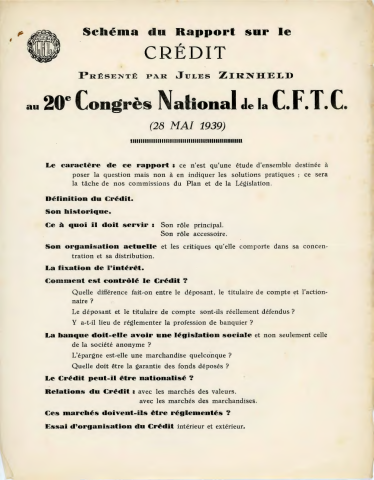 Schéma du Rapport sur le
CRÉDIT
PRÉSENTÉ PAR JULES ZIRNHELD
au 20e Congrès National de la C.F.T.C.
(28 MAI 1939)
Le caractère de ce rapport : ce n'est qu'une étude d'ensemble destinée à
poser la question mais non à en indiquer les solutions pratiques ; ce sera
la tâche de nos commissions du Plan et de la Législation.
Définition du Crédit.
Son historique.
Ce à quoi il doit servir : Son rôle principal.
Son rôle accessoire.
Son organisation actuelle et les critiques qu'elle comporte dans sa concen-
tration et sa distribution.
La fixation de l'intérêt.
Comment est contrôlé le Crédit ?
Quelle différence fait-on entre le déposant, le titulaire de compte et l'action-
naire ?
Le déposant et le titulaire de compte sont-ils réellement défendus ?
Y a-t-il lieu de réglementer la profession de banquier ?
La banque doit-elle avoir une législation sociale et non seulement celle
de la société anonyme ?
L'épargne est-elle une marchandise quelconque ?
Quelle doit être la garantie des fonds déposés ?
Le Crédit peut-il être nationalisé ?
Relations du Crédit : avec les marchés des valeurs.
avec les marchés des marchandises.
Ces marchés doivent-ils être réglementés ?
Essai d'organisation du Crédit intérieur et extérieur.